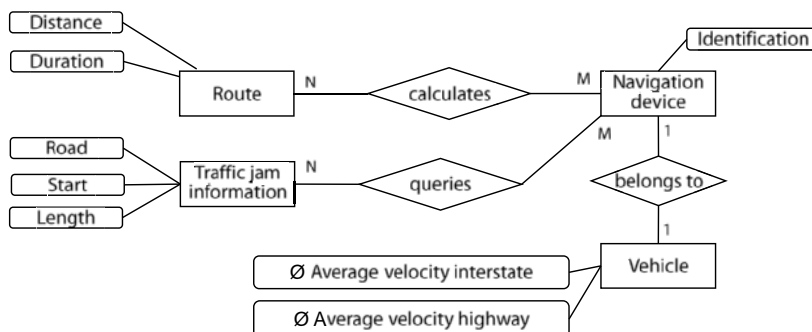 Distance
Identification
Duration
N
M
Route
calculates
Navigation
device
M
1
Road
N
Start
Traffic jam
information
queries
belongs to
Length
1
Ø Average velocity interstate
Vehicle
Ø Average velocity highway